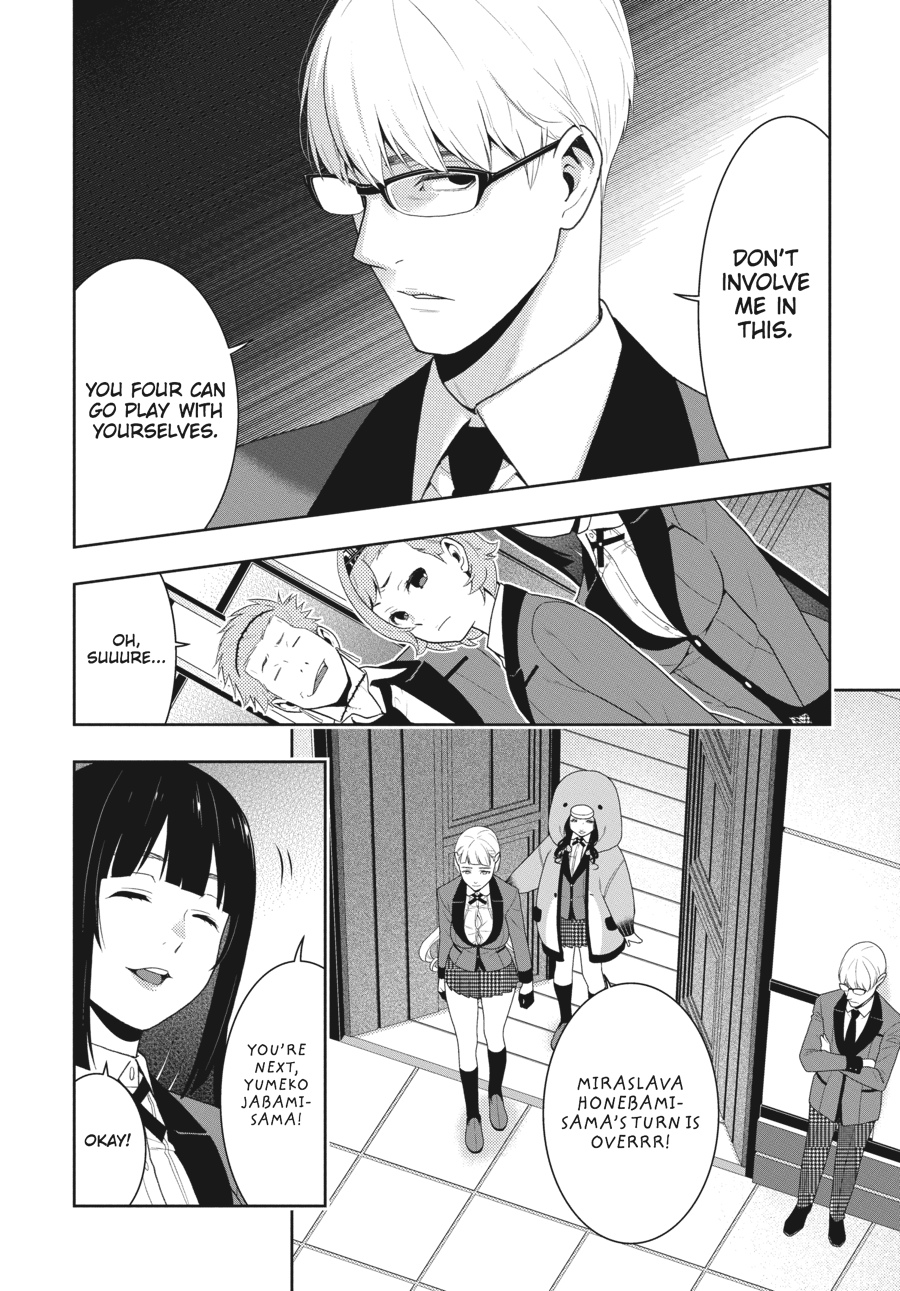 DON'T
INVOLVE
ME IN
THIS.
YOU FOUR CAN
GO PLAY WITH
YOURSELVES.
OH,
SUUURE...
MIRASLAVA
HONEBAMI-
SAMA'S TURN IS
OVERRR!
YOU'RE
NEXT,
YUMEKO
JABAMI-
SAMA!
OKAY!